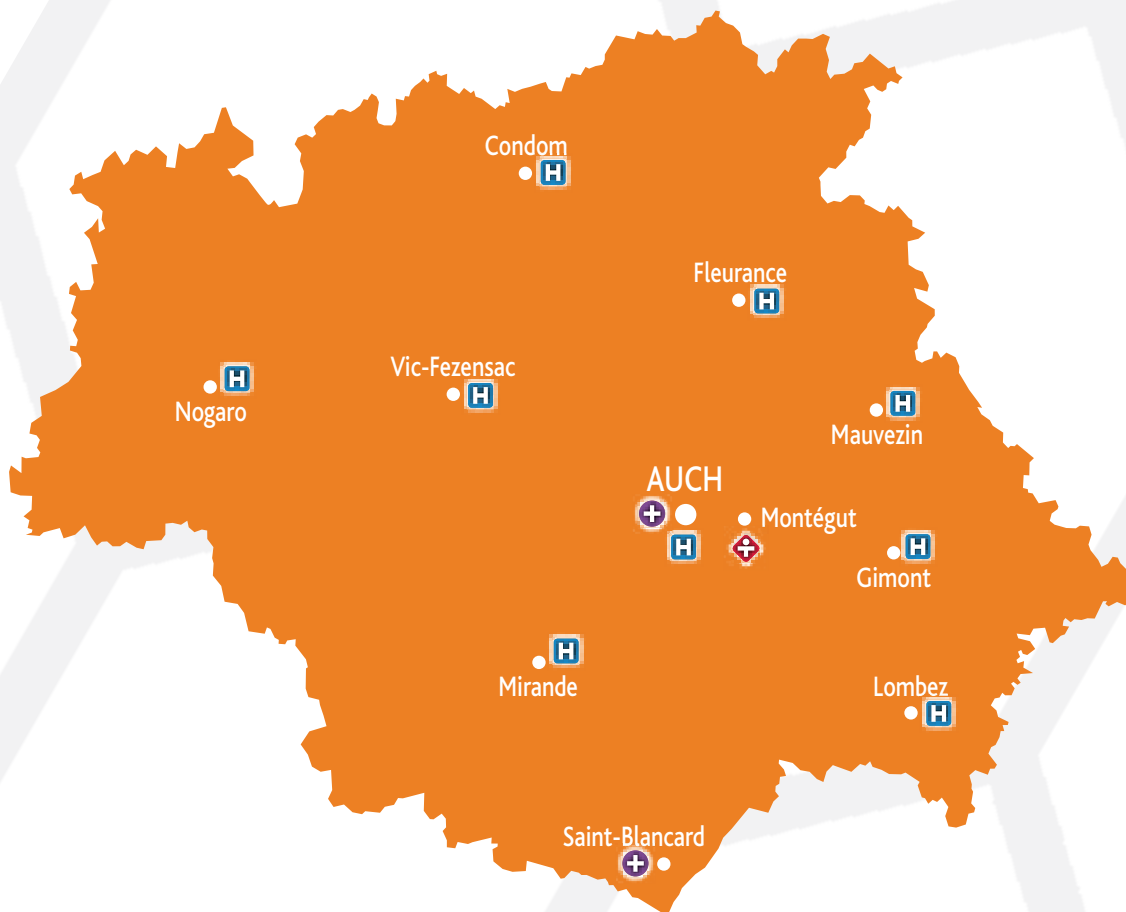 Condom
H
Fleurance
H
Vic-Fezensac
H
H
Nogaro
H
Mauvezin
AUCH
Montégut
H
H
Gimont
H
Mirande
Lombez
H
Saint-Blancard